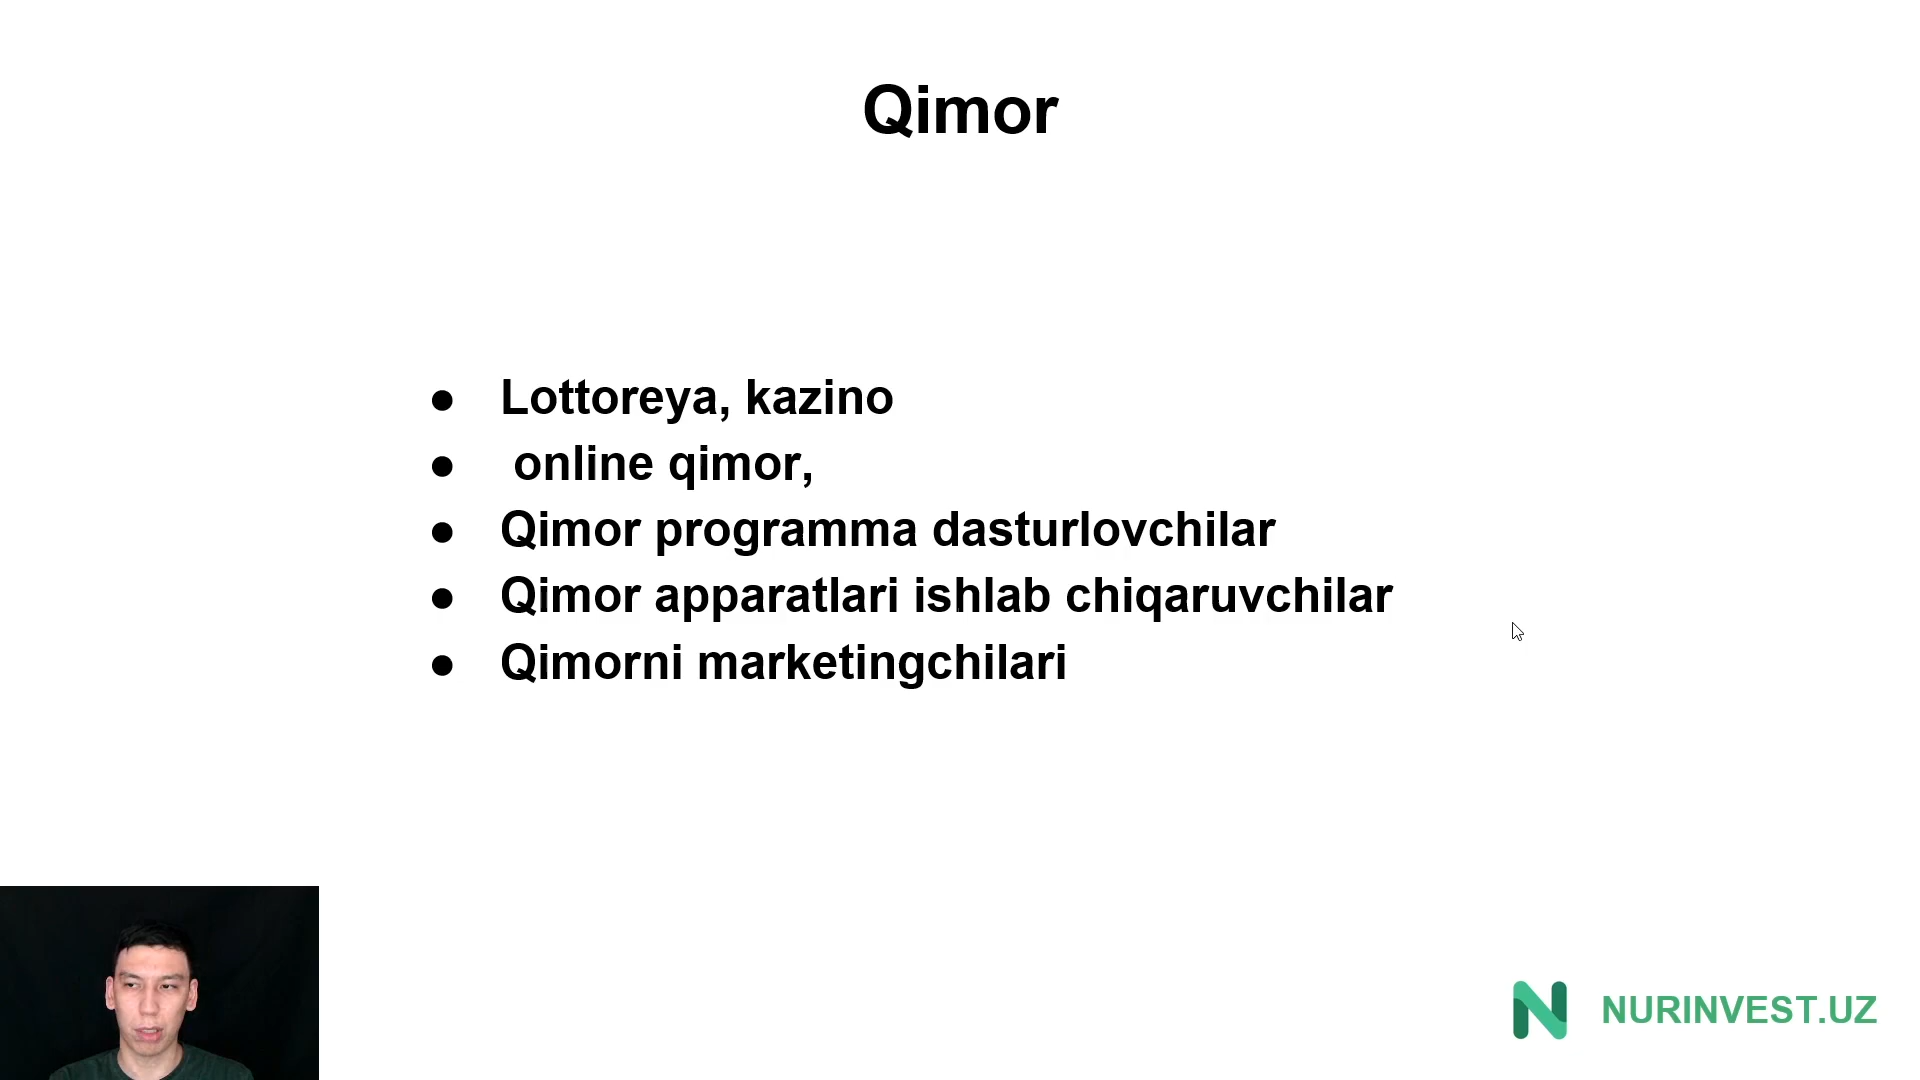 Qimor
● Lottoreya, kazino
● online qimor,
● Qimor programma dasturlovchilar
● Qimor apparatlari ishlab chiqaruvchilar
● Qimorni marketingchilari
NURINVEST.UZ